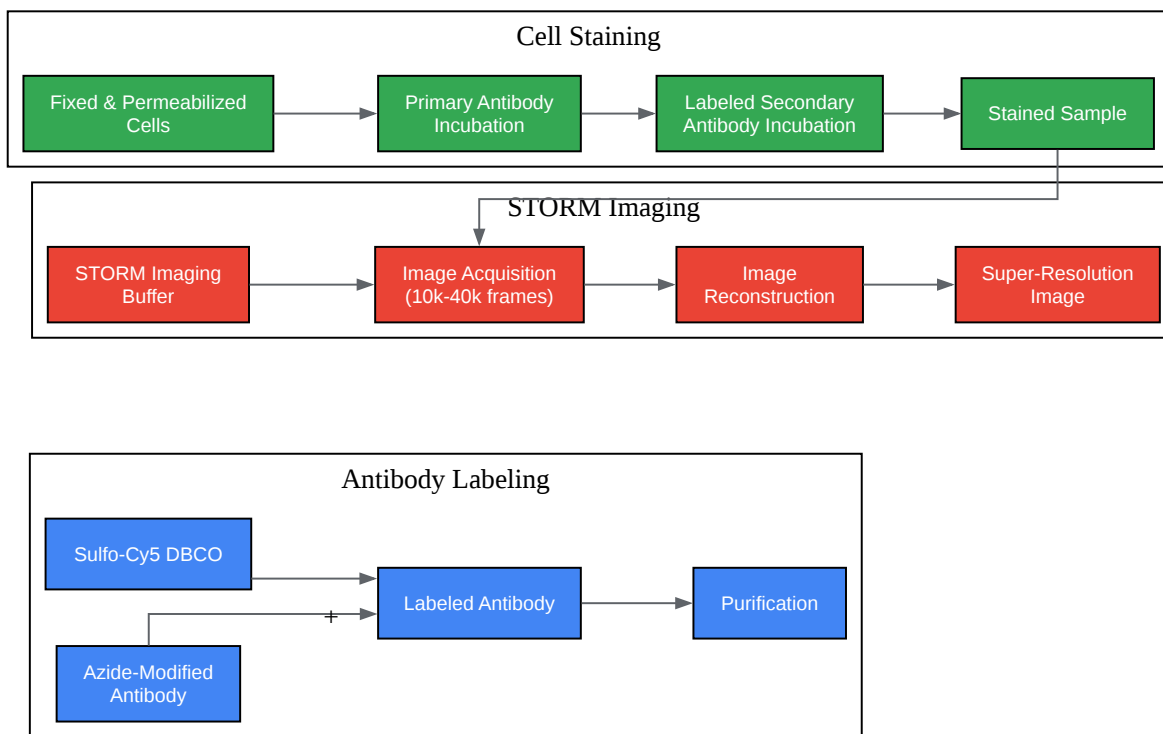 Cell Staining
Fixed & Permeabilized
Cells
Primary Antibody
Incubation
Labeled Secondary
Antibody Incubation
Stained Sample
STORM Imaging
STORM Imaging
Buffer
Image Acquisition
(10k-40k frames)
Image
Reconstruction
Super-Resolution
Image
Antibody Labeling
Sulfo-Cy5 DBCO
+
Labeled Antibody
Purification
Azide-Modified
Antibody